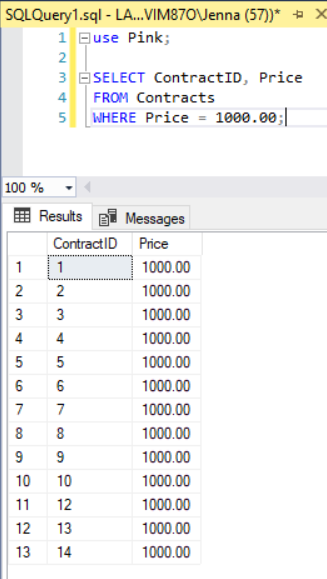 SQLQuery1.sql - LA...VIM87O\Jenna (57))*
1 use Pink;
2
3 SELECT ContractID, Price
4 FROM Contracts
5 WHERE Price = 1000.00;
100 %
Results Messages
ContractID Price
1 1 1000.00
2 2 1000.00
3 3 1000.00
4 4 1000.00
5 5 1000.00
6 6 1000.00
7 7 1000.00
8 8 1000.00
9 9 1000.00
10 10 1000.00
11 12 1000.00
12 13 1000.00
13 14 1000.00